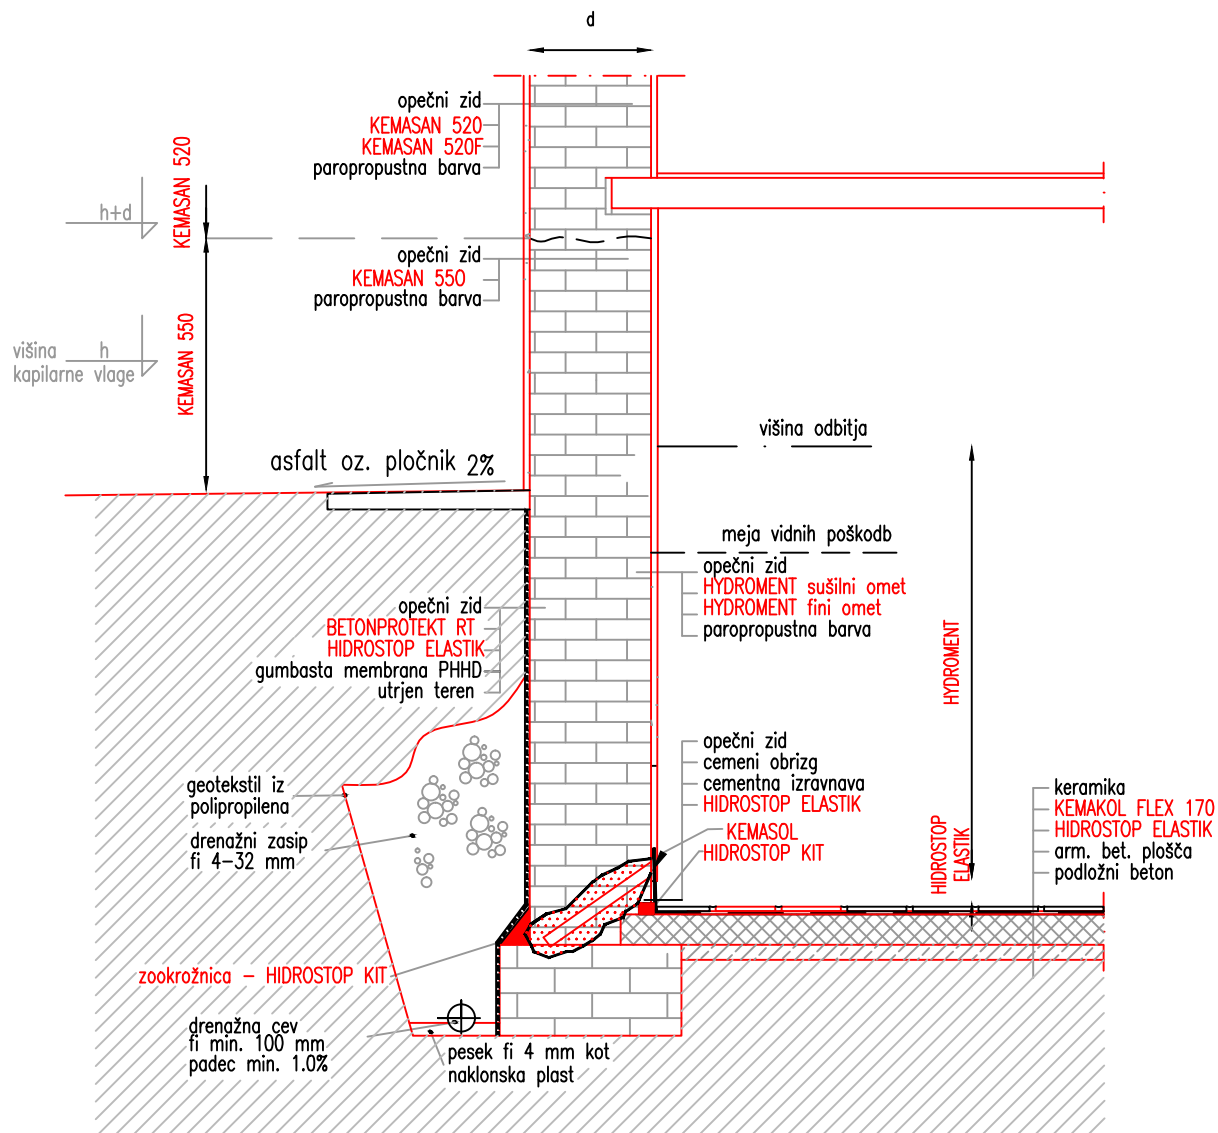 d
opečni zid
KEMASAN 520
KEMASAN 520F
paropropustna barva
KEMASAN 520
h+d
opečni zid
KEMASAN 550
paropropustna barva
KEMASAN 550
višina h
kapilarne vlage
višina odbitja
asfalt oz. pločnik 2%
meja vidnih poškodb
opečni zid
HYDROMENT sušilni omet
HYDROMENT fini omet
paropropustna barva
opečni zid
BETONPROTEKT RT
HIDROSTOP ELASTIK
gumbasta membrana PHHD
utrjen teren
HYDROMENT
opečni zid
cemeni obrizg
cementna izravnava
HIDROSTOP ELASTIK
KEMASOL
HIDROSTOP KIT
geotekstil iz
polipropilena
drenažni zasip
fi 4-32 mm
HIDROSTOP
ELASTIK
keramika
KEMAKOL FLEX 170
HIDROSTOP ELASTIK
arm. bet. plošča
podložni beton
zookrožnica - HIDROSTOP KIT
drenažna cev
fi min. 100 mm
padec min. 1.0%
pesek fi 4 mm kot
naklonska plast